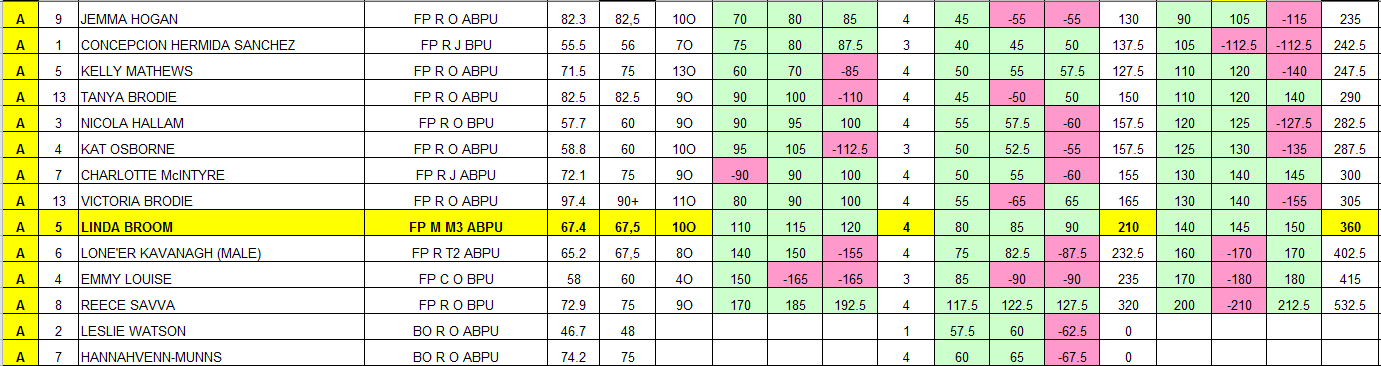 A 9 JEMMA HOGAN FP R O ABPU 82.3 82,5 10O 70 80 85 4 45 -55 -55 130 90 105 -115 235
A 1 CONCEPCION HERMIDA SANCHEZ FP R J BPU 55.5 56 7O 75 80 87.5 3 40 45 50 137.5 105 -112.5 -112.5 242.5
A 5 KELLY MATHEWS FP R O ABPU 71.5 75 13O 60 70 -85 4 50 55 57.5 127.5 110 120 -140 247.5
A 13 TANYA BRODIE FP R O ABPU 82.5 82.5 9O 90 100 -110 4 45 -50 50 150 110 120 140 290
A 3 NICOLA HALLAM FP R O BPU 57.7 60 9O 90 95 100 4 55 57.5 -60 157.5 120 125 -127.5 282.5
A 4 KAT OSBORNE FP R O ABPU 58.8 60 10O 95 105 -112.5 3 50 52.5 -55 157.5 125 130 -135 287.5
A 7 CHARLOTTE McINTYRE FP R J ABPU 72.1 75 9O -90 90 100 4 50 55 -60 155 130 140 145 300
A 13 VICTORIA BRODIE FP R O ABPU 97.4 90+ 11O 80 90 100 4 55 -65 65 165 130 140 -155 305
A 5 LINDA BROOM FP M M3 ABPU 67.4 67,5 10O 110 115 120 4 80 85 90 210 140 145 150 360
A 6 LONE'ER KAVANAGH (MALE) FP R T2 ABPU 65.2 67,5 8O 140 150 -155 4 75 82.5 -87.5 232.5 160 -170 170 402.5
A 4 EMMY LOUISE FP C O BPU 58 60 150 -165 -165 3 85 -90 -90 235 170 -180 180 415
A 8 REECE SAVVA FP R O BPU 72.9 75 9O 170 185 192.5 4 117.5 122.5 127.5 320 200 -210 212.5 532.5
A 2 LESLIE WATSON BO R O ABPU 46.7 48 1 57.5 60 -62.5 0
A 7 HANNAHVENN-MUNNS BO R O ABPU 74.2 75 4 60 65 -67.5 0